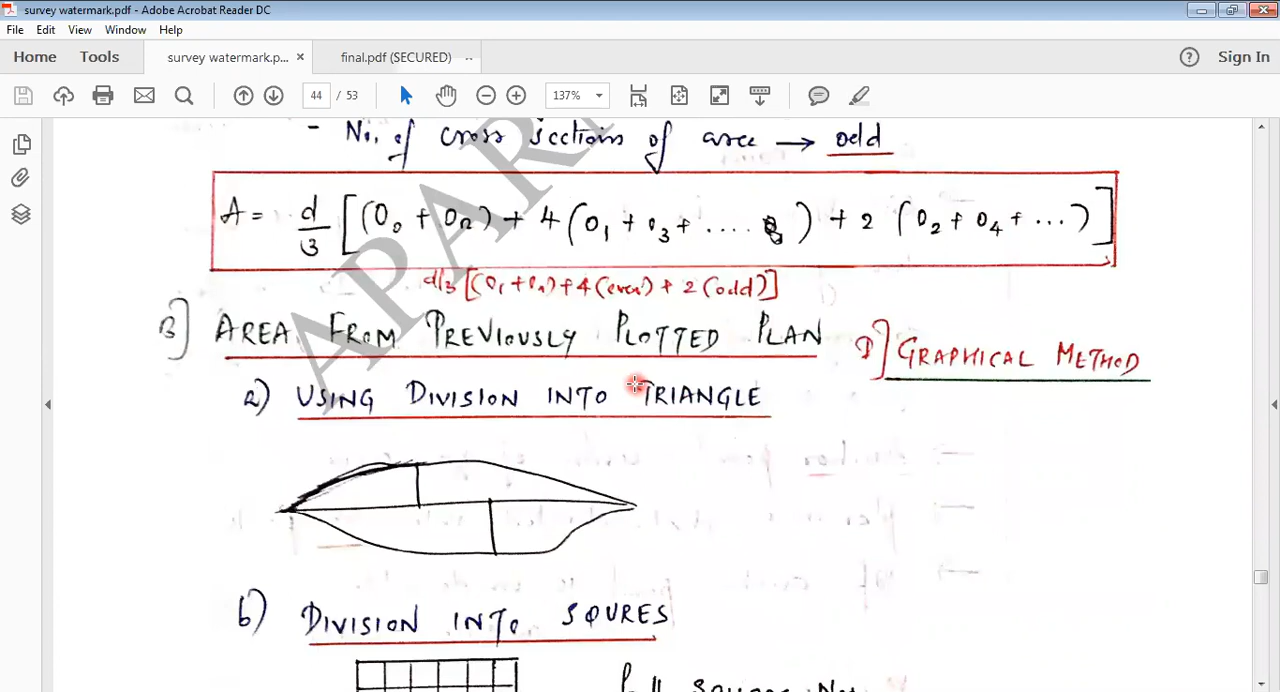 survey watermark.pdf - Adobe Acrobat Reader DC
File Edit View Window Help
Home Tools survey watermark.p... × final.pdf (SECURED) ..
? Sign In
44 / 53 137%
- No. of cross sections of area → odd
A = d/3 [(O₀ + Oₙ) + 4 (O₁ + O₃ + .... ) + 2 (O₂ + O₄ + ...)]
d/3 [(O₁ + Oₙ) + 4 (even) + 2 (odd)]
B] AREA FROM PREVIOUSLY PLOTTED PLAN
GRAPHICAL METHOD
a) USING DIVISION INTO TRIANGLE
b) DIVISION INTO SQURES
APAR